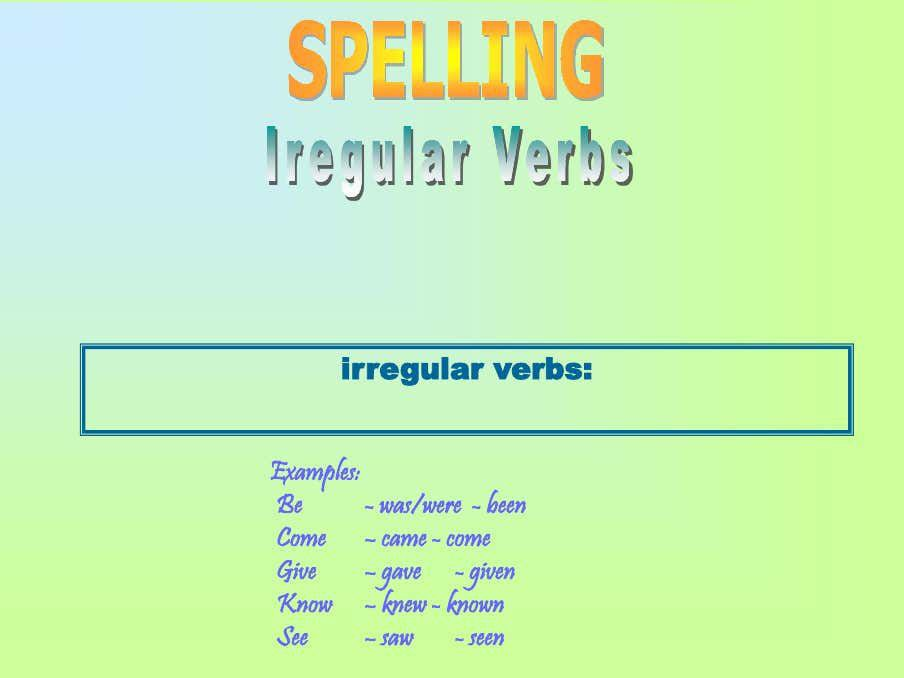 SPELLING
Iregular Verbs
irregular verbs:
Examples:
Be – was/were - been
Come – came - come
Give – gave - given
Know – knew - known
See – saw - seen